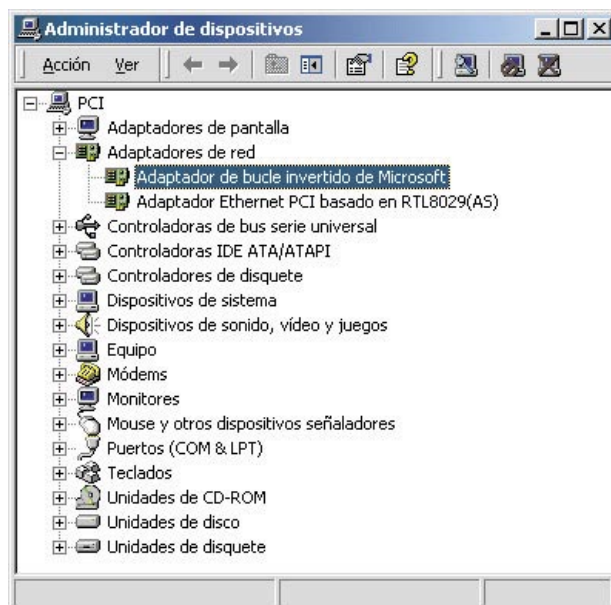 Administrador de dispositivos
Acción Ver
PCI
Adaptadores de pantalla
Adaptadores de red
Adaptador de bucle invertido de Microsoft
Adaptador Ethernet PCI basado en RTL8029(AS)
Controladoras de bus serie universal
Controladoras IDE ATA/ATAPI
Controladores de disquete
Dispositivos de sistema
Dispositivos de sonido, vídeo y juegos
Equipo
Módems
Monitores
Mouse y otros dispositivos señaladores
Puertos (COM & LPT)
Teclados
Unidades de CD-ROM
Unidades de disco
Unidades de disquete